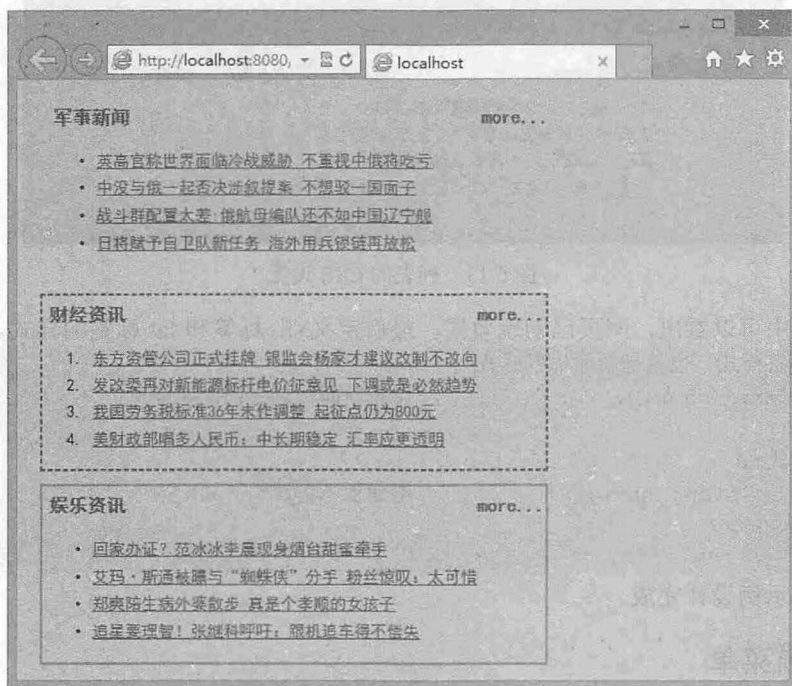 http://localhost:8080,
localhost
军事新闻 more...
• 英高官称世界面临冷战威胁 不重视中俄将吃亏
• 中没与俄一起否决涉叙提案 不想驳一国面子
• 战斗群配置太差:俄航母编队还不如中国辽宁舰
• 日将赋予自卫队新任务 海外用兵锁链再放松
财经资讯 more...
1. 东方资管公司正式挂牌 银监会杨家才建议改制不改向
2. 发改委再对新能源标杆电价征意见 下调或是必然趋势
3. 我国劳务税标准36年未作调整 起征点仍为800元
4. 美财政部唱多人民币：中长期稳定 汇率应更透明
娱乐资讯 more...
• 回家办证？范冰冰李晨现身烟台甜蜜牵手
• 艾玛·斯通被曝与“蜘蛛侠”分手 粉丝惊叹：太可惜
• 郑爽陪生病外婆散步 真是个孝顺的女孩子
• 追星要理智！张继科呼吁：跟机追车得不偿失